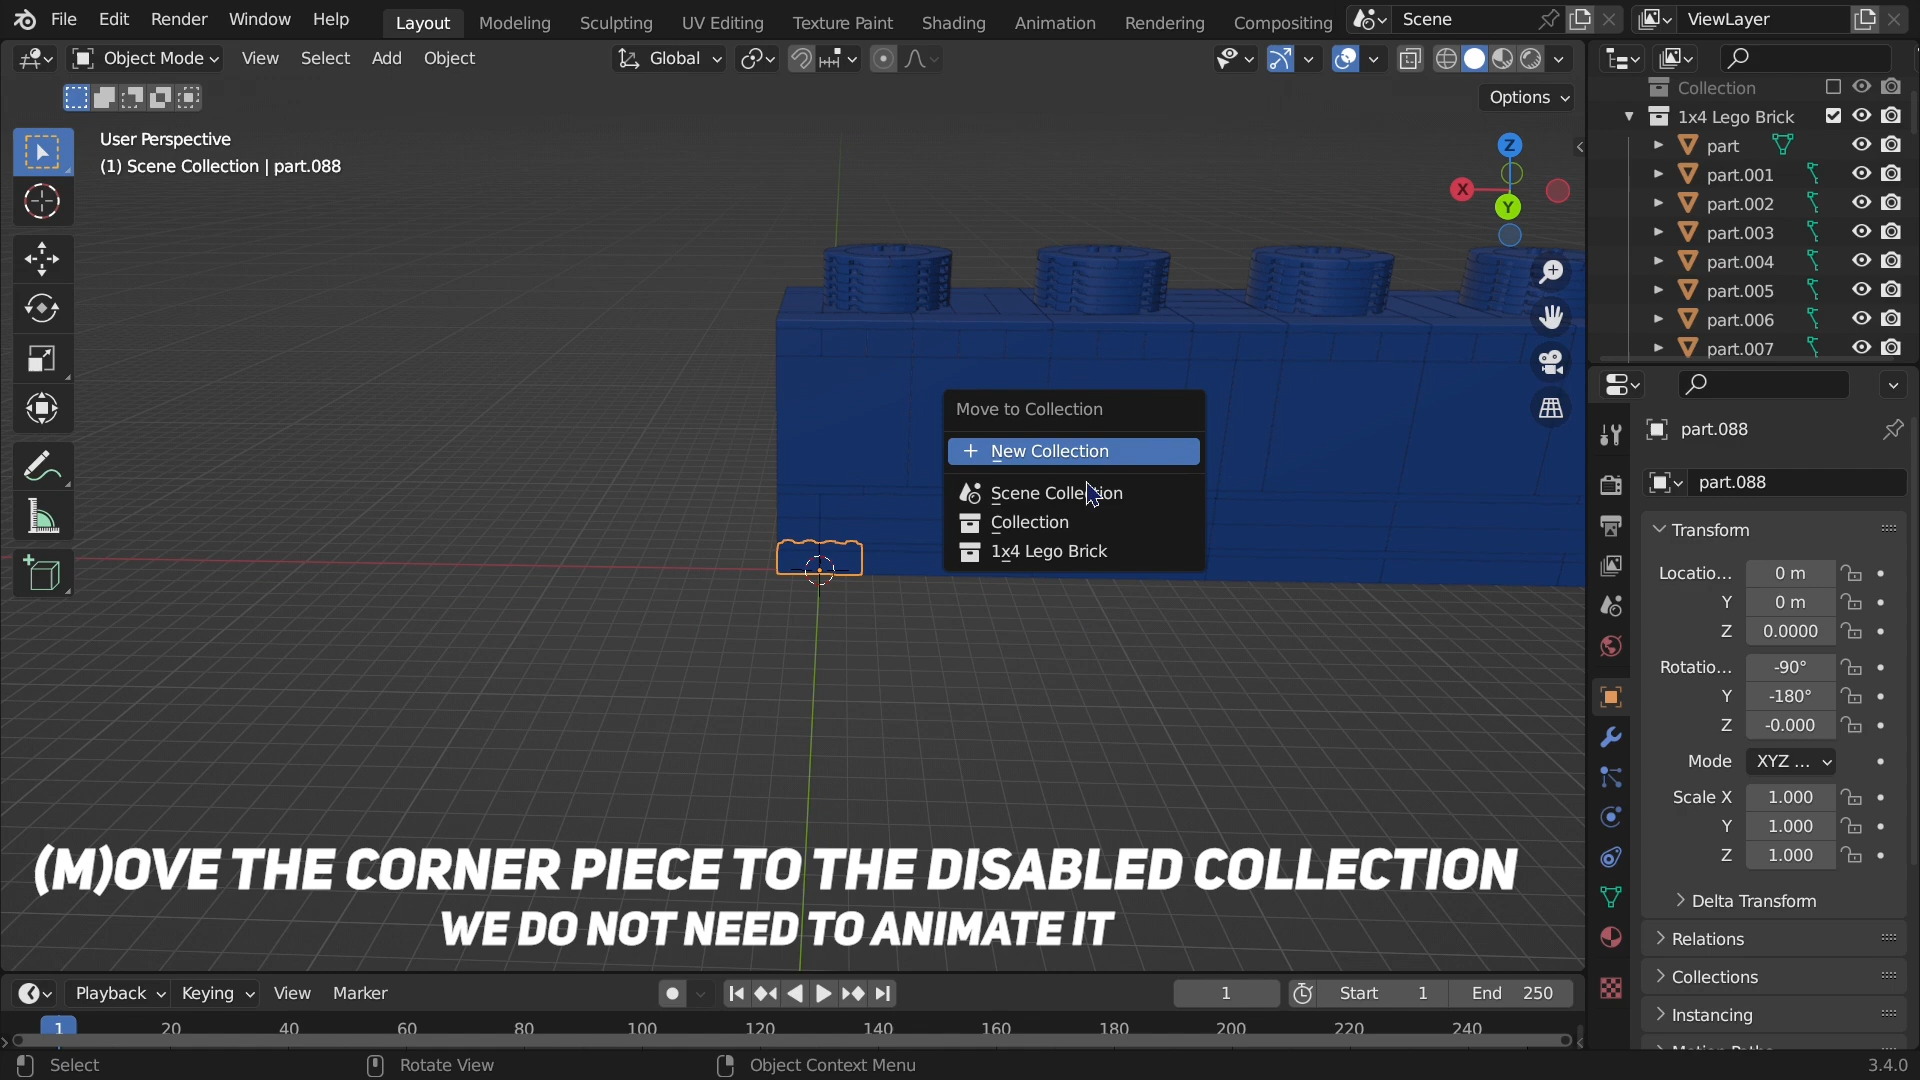 File Edit Render Window Help Layout Modeling Sculpting UV Editing Texture Paint Shading Animation Rendering Compositing Scene ViewLayer
Object Mode View Select Add Object Global
Options
User Perspective
(1) Scene Collection | part.088
Z
X
Y
Collection
1x4 Lego Brick
part
part.001
part.002
part.003
part.004
part.005
part.006
part.007
Move to Collection
New Collection
Scene Collection
Collection
1x4 Lego Brick
part.088
part.088
Transform
Locatio... 0 m
Y 0 m
Z 0.0000
Rotatio... -90°
Y -180°
Z -0.000
Mode XYZ ...
Scale X 1.000
Y 1.000
Z 1.000
Delta Transform
Relations
Collections
Instancing
(M)OVE THE CORNER PIECE TO THE DISABLED COLLECTION
WE DO NOT NEED TO ANIMATE IT
Playback Keying View Marker 1 Start 1 End 250
1 20 40 60 80 100 120 140 160 180 200 220 240
Select Rotate View Object Context Menu 3.4.0